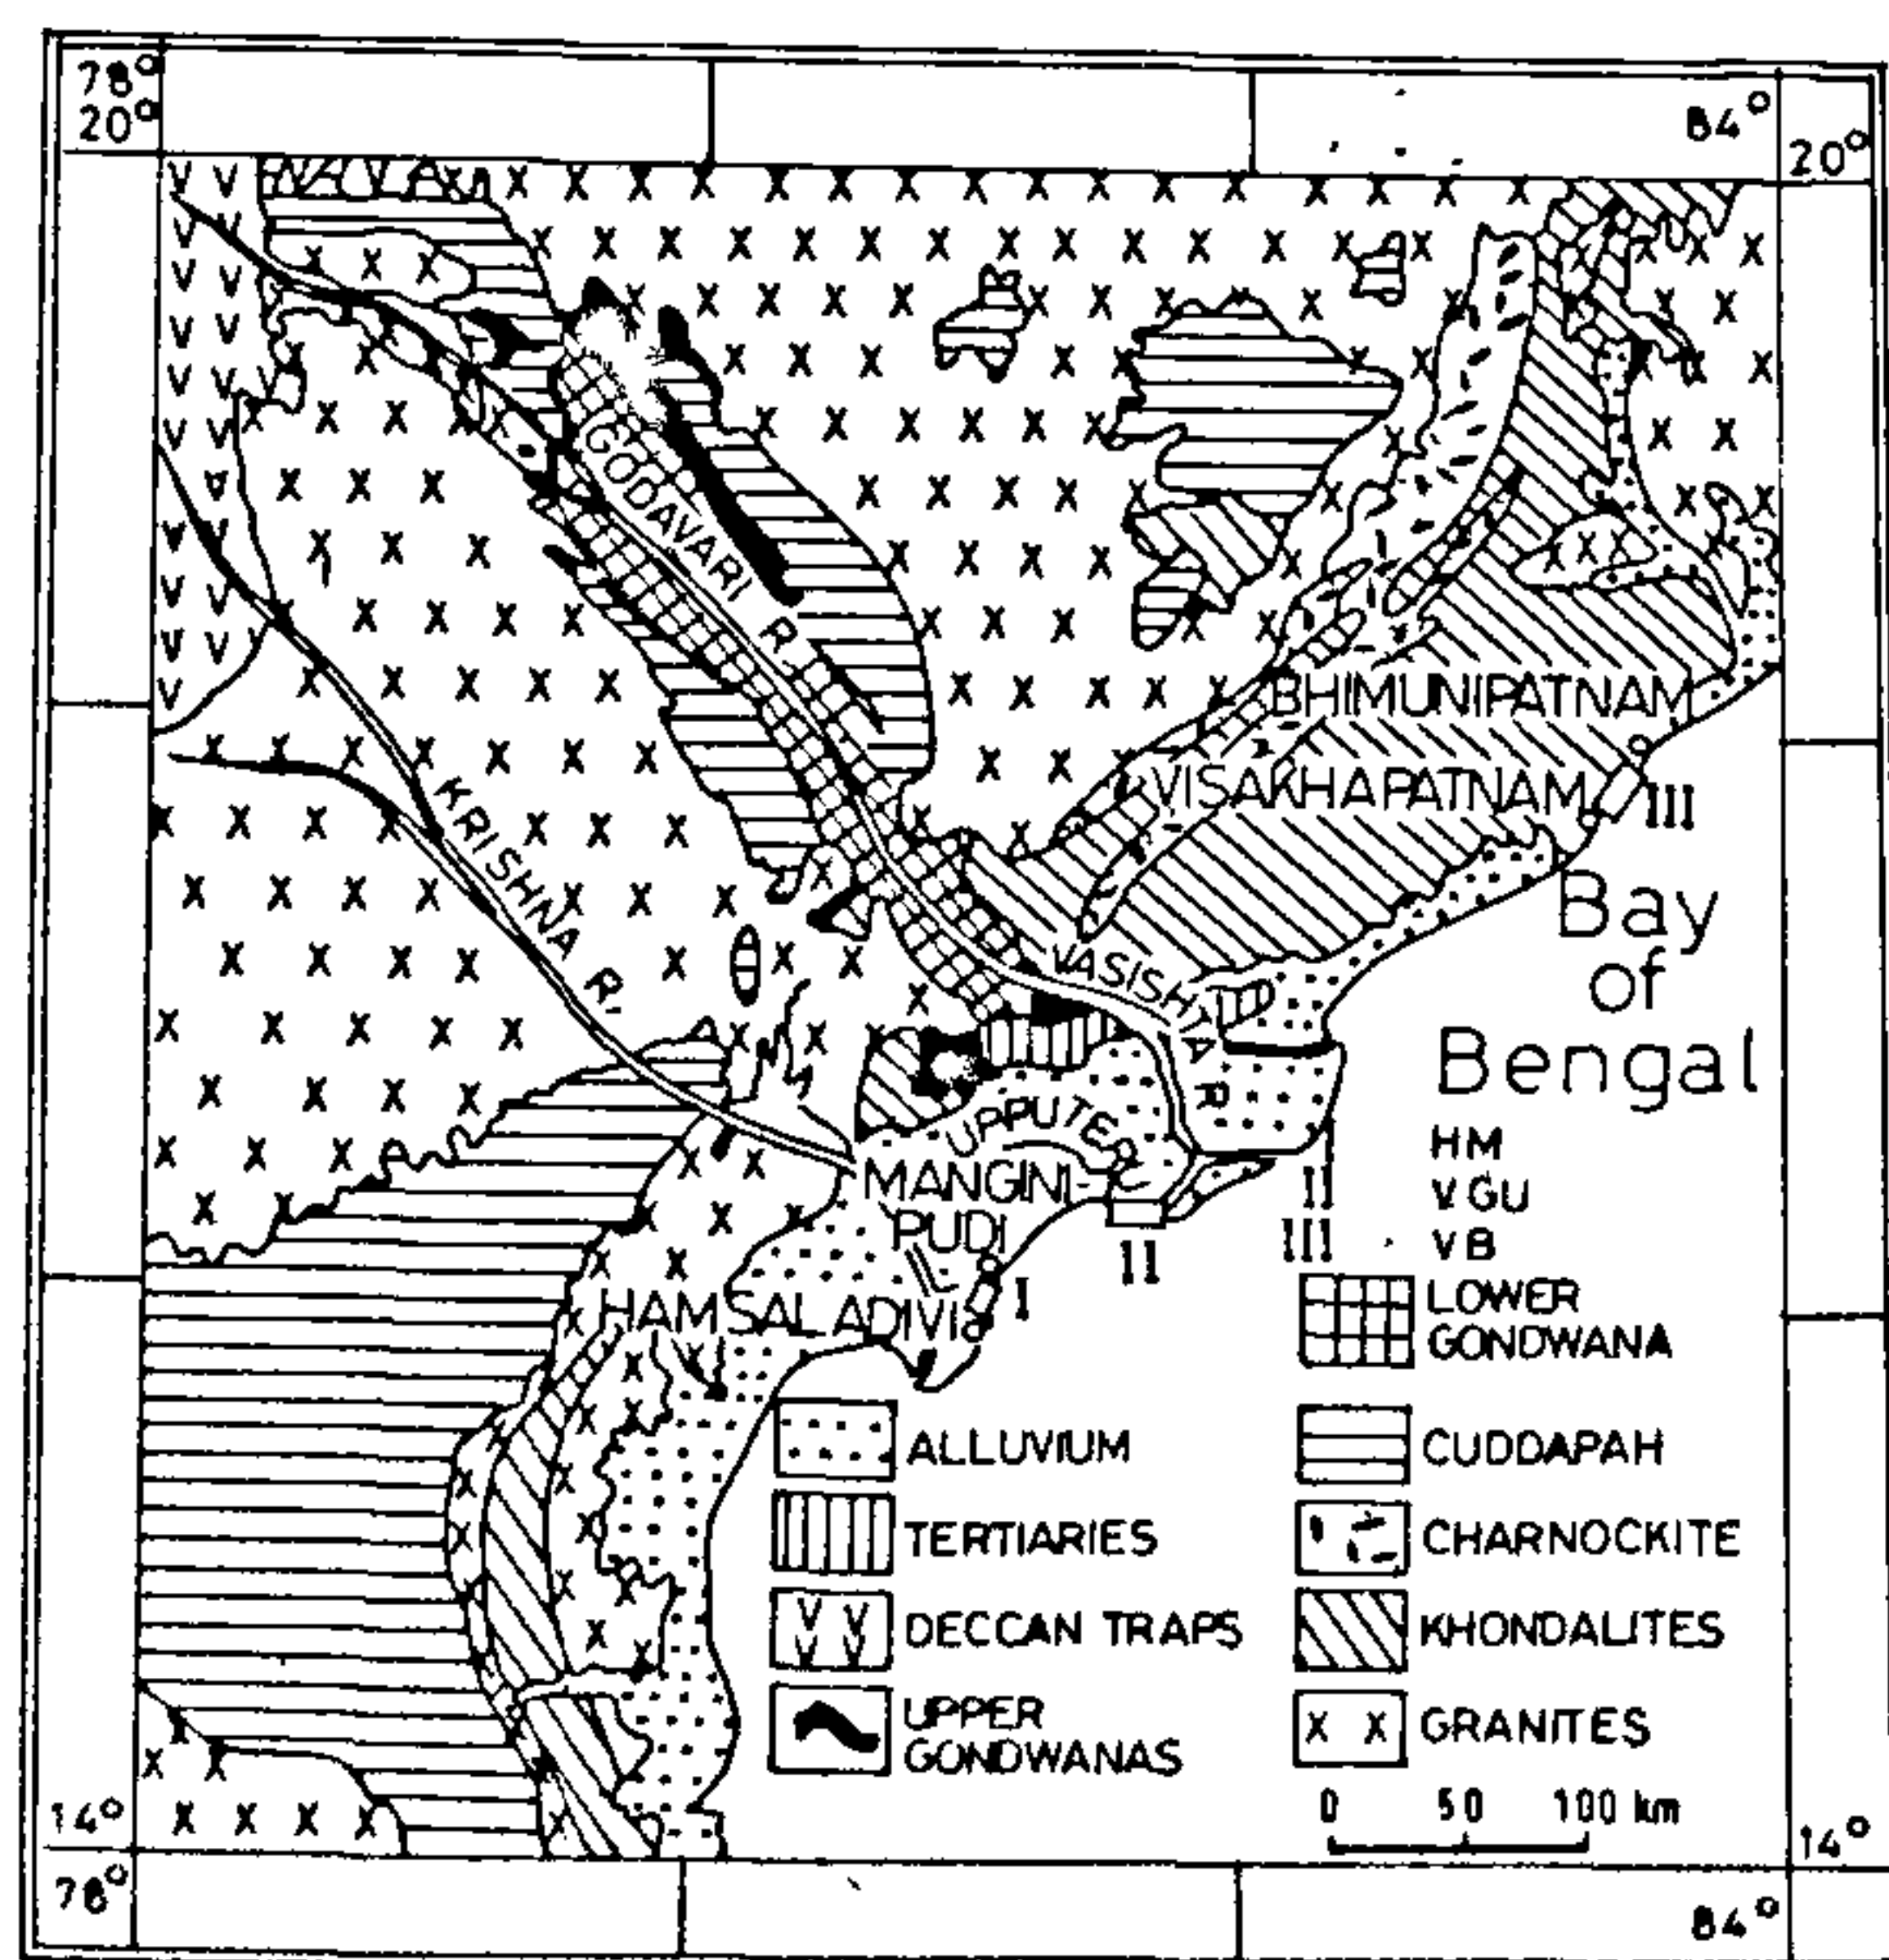 78°
20°
84°
20°
GODAVARI R.
KRISHNA R.
BHIMUNIPATNAM
VISAKHAPATNAM
III
Bay
of
Bengal
VASISHTA R
UPPUTERU
MANGINI-
PUDI
HAMSALADIVI
I
II
I HM
II VGU
III VB
LOWER
GONDWANA
ALLUVIUM
CUDDAPAH
TERTIARIES
CHARNOCKITE
DECCAN TRAPS
KHONDALITES
UPPER
GONDWANAS
GRANITES
0 50 100 km
14°
78°
14°
84°